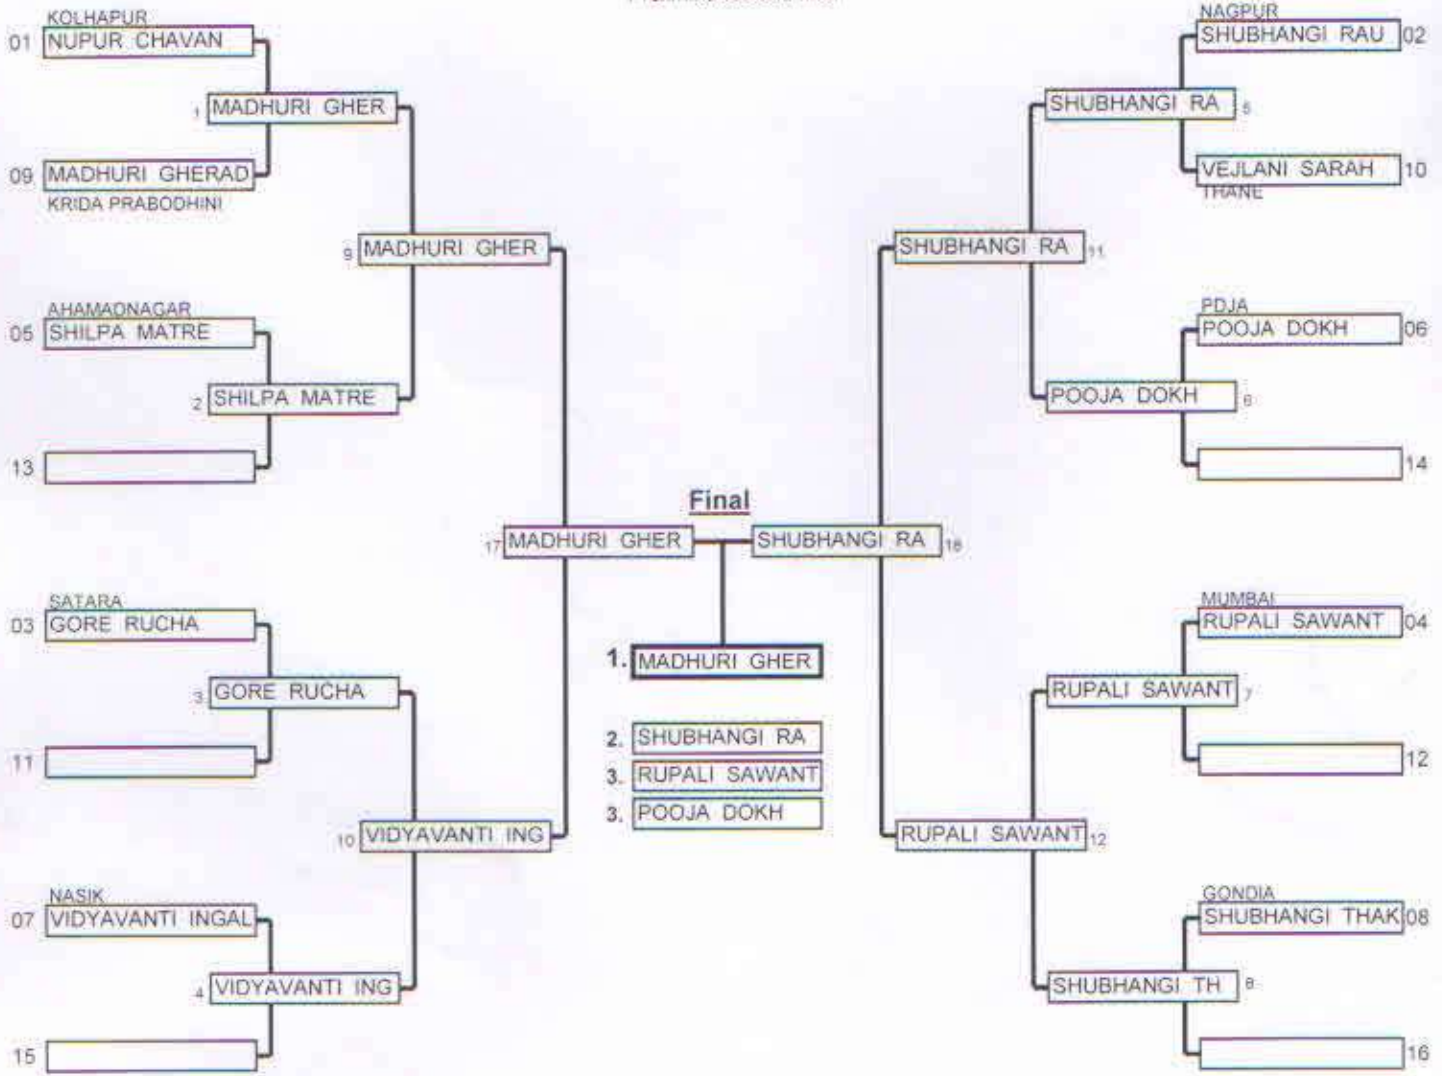 KOLHAPUR
01 NUPUR CHAVAN
1 MADHURI GHER
09 MADHURI GHERAD
KRIDA PRABODHINI
9 MADHURI GHER
AHAMADNAGAR
05 SHILPA MATRE
2 SHILPA MATRE
13
17 MADHURI GHER
SATARA
03 GORE RUCHA
3 GORE RUCHA
11
10 VIDYAVANTI ING
NASIK
07 VIDYAVANTI INGAL
4 VIDYAVANTI ING
15
Final
1. MADHURI GHER
2. SHUBHANGI RA
3. RUPALI SAWANT
3. POOJA DOKH
NAGPUR
SHUBHANGI RAU 02
SHUBHANGI RA 5
VEJLANI SARAH 10
THANE
SHUBHANGI RA 11
PDJA
POOJA DOKH 06
POOJA DOKH 6
14
SHUBHANGI RA 18
MUMBAI
RUPALI SAWANT 04
RUPALI SAWANT 7
12
RUPALI SAWANT 12
GONDIA
SHUBHANGI THAK 08
SHUBHANGI TH 8
16